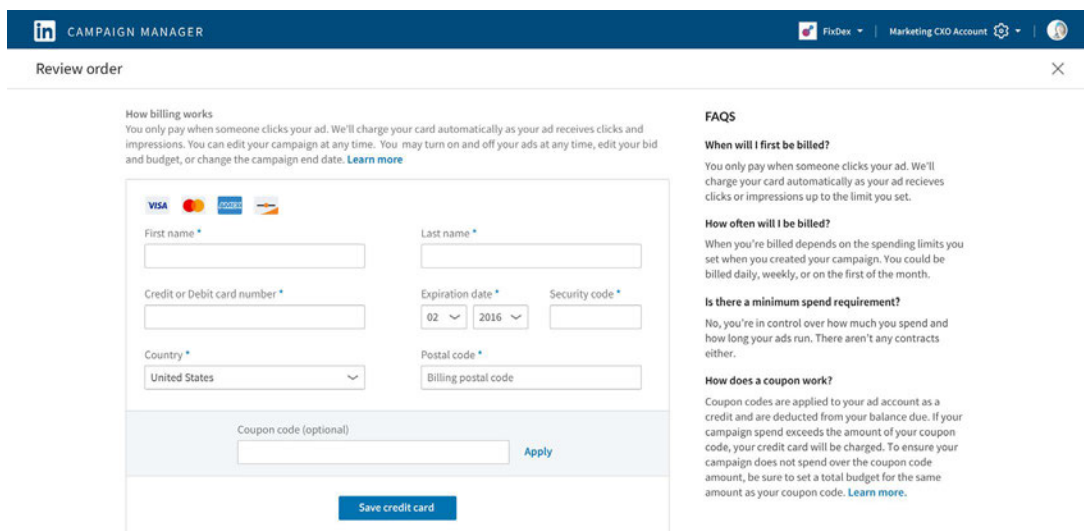 in CAMPAIGN MANAGER
FixDex
Marketing CXO Account
Review order
How billing works
You only pay when someone clicks your ad. We'll charge your card automatically as your ad receives clicks and
impressions. You can edit your campaign at any time. You may turn on and off your ads at any time, edit your bid
and budget, or change the campaign end date. Learn more
VISA
First name *
Last name *
Credit or Debit card number *
Expiration date *
Security code *
02
2016
Country *
Postal code *
United States
Billing postal code
Coupon code (optional)
Apply
Save credit card
FAQS
When will I first be billed?
You only pay when someone clicks your ad. We'll
charge your card automatically as your ad recieves
clicks or impressions up to the limit you set.
How often will I be billed?
When you're billed depends on the spending limits you
set when you created your campaign. You could be
billed daily, weekly, or on the first of the month.
Is there a minimum spend requirement?
No, you're in control over how much you spend and
how long your ads run. There aren't any contracts
either.
How does a coupon work?
Coupon codes are applied to your ad account as a
credit and are deducted from your balance due. If your
campaign spend exceeds the amount of your coupon
code, your credit card will be charged. To ensure your
campaign does not spend over the coupon code
amount, be sure to set a total budget for the same
amount as your coupon code. Learn more.